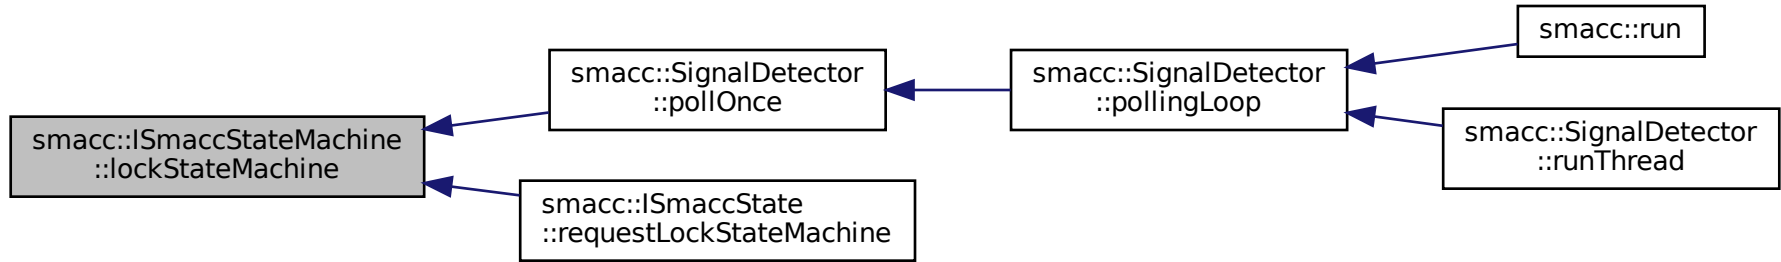 smacc::ISmaccStateMachine
::lockStateMachine
smacc::SignalDetector
::pollOnce
smacc::ISmaccState
::requestLockStateMachine
smacc::SignalDetector
::pollingLoop
smacc::run
smacc::SignalDetector
::runThread